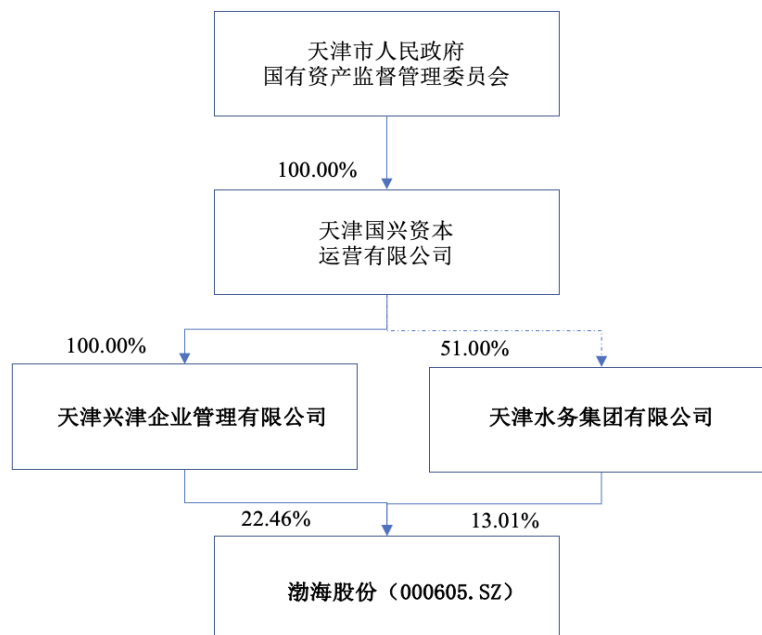 天津市人民政府
国有资产监督管理委员会
100.00%
天津国兴资本
运营有限公司
100.00%
51.00%
天津兴津企业管理有限公司
天津水务集团有限公司
22.46%
13.01%
渤海股份（000605.SZ）